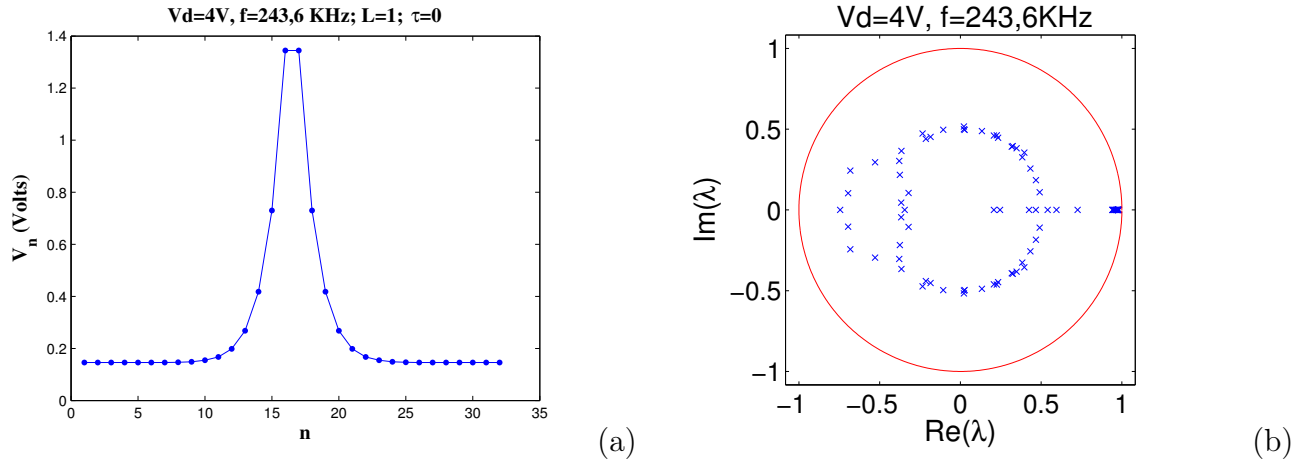 Vd=4V, f=243,6 KHz; L=1; τ=0
1.4
1.2
1
0.8
0.6
0.4
0.2
0
V_n (Volts)
0 5 10 15 20 25 30 35
n
(a)
Vd=4V, f=243,6KHz
1
0.5
0
−0.5
−1
Im(λ)
−1 −0.5 0 0.5 1
Re(λ)
(b)